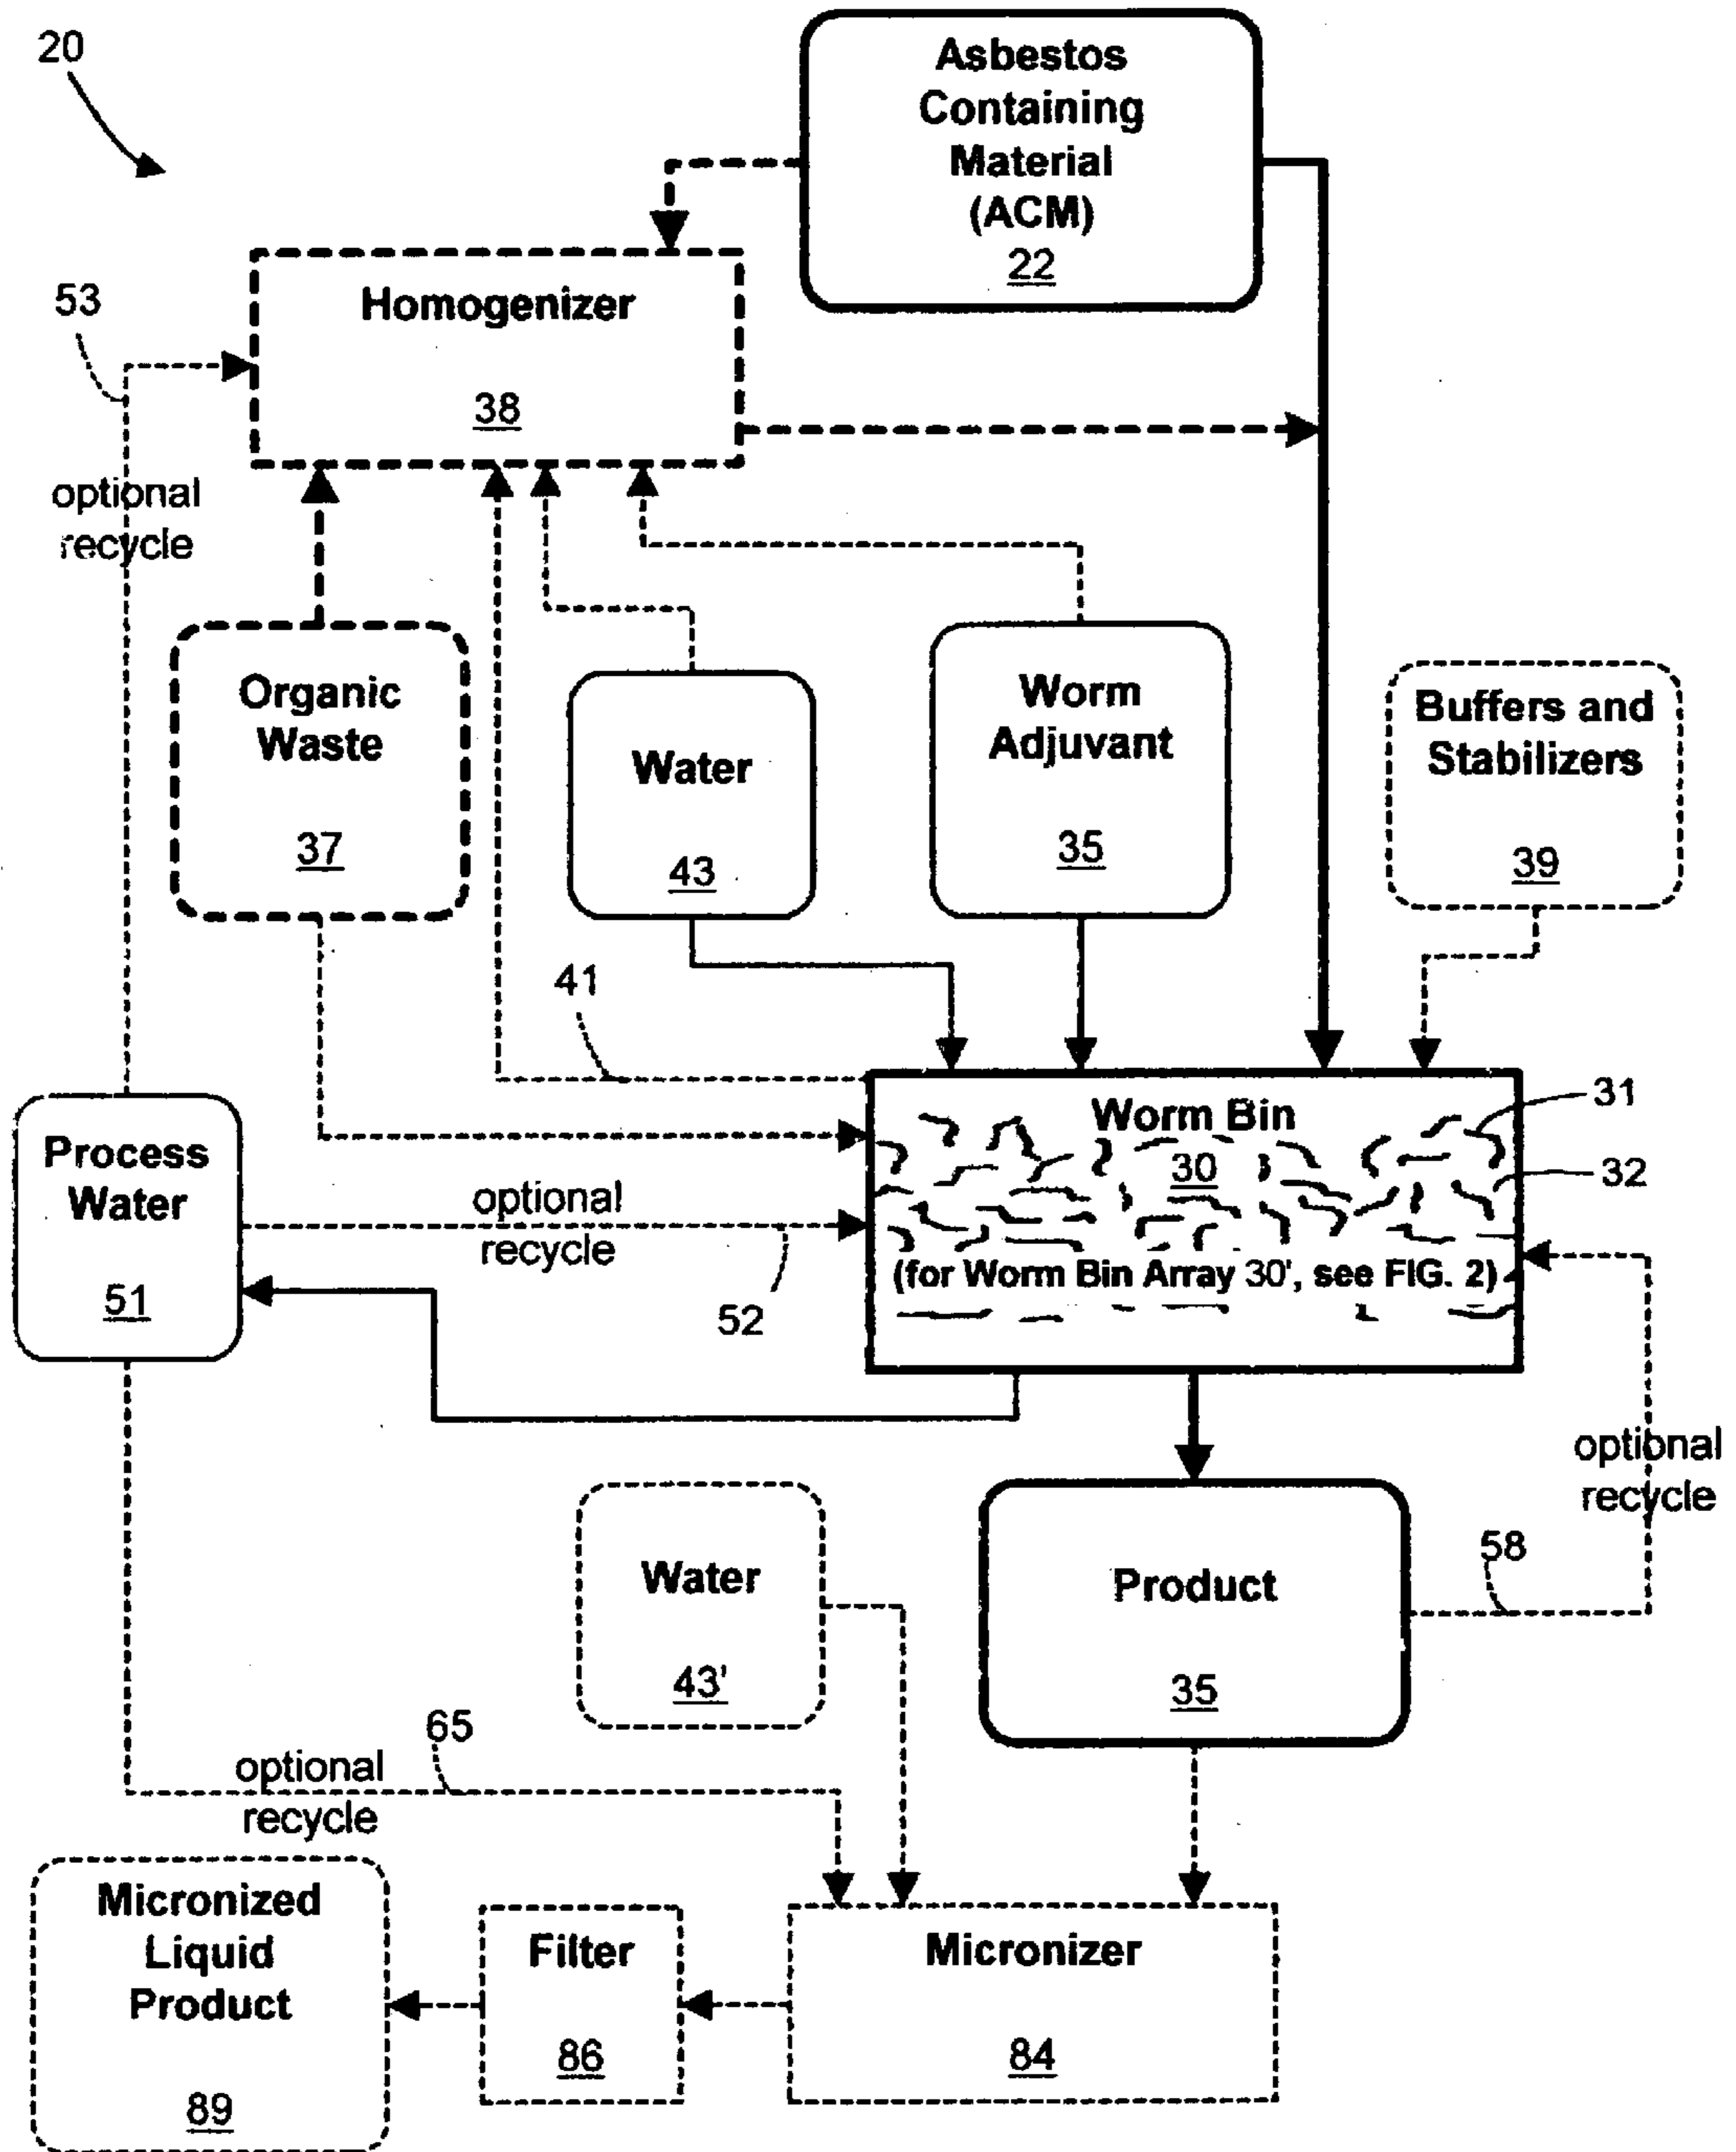 20
Asbestos
Containing
Material
(ACM)
22
Homogenizer
38
53
optional
recycle
Organic
Waste
37
Water
43
Worm
Adjuvant
35
Buffers and
Stabilizers
39
41
Process
Water
51
optional
recycle
52
Worm Bin
30
(for Worm Bin Array 30', see FIG. 2)
31
32
optional
recycle
58
Water
43'
Product
35
65
optional
recycle
Micronized
Liquid
Product
89
Filter
86
Micronizer
84